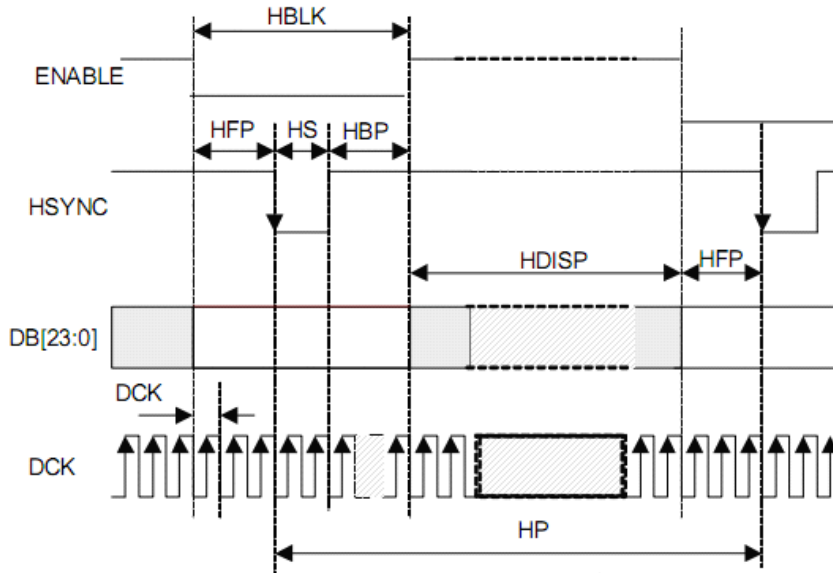 HBLK
ENABLE
HFP HS HBP
HSYNC
HDISP HFP
DB[23:0]
DCK
DCK
HP